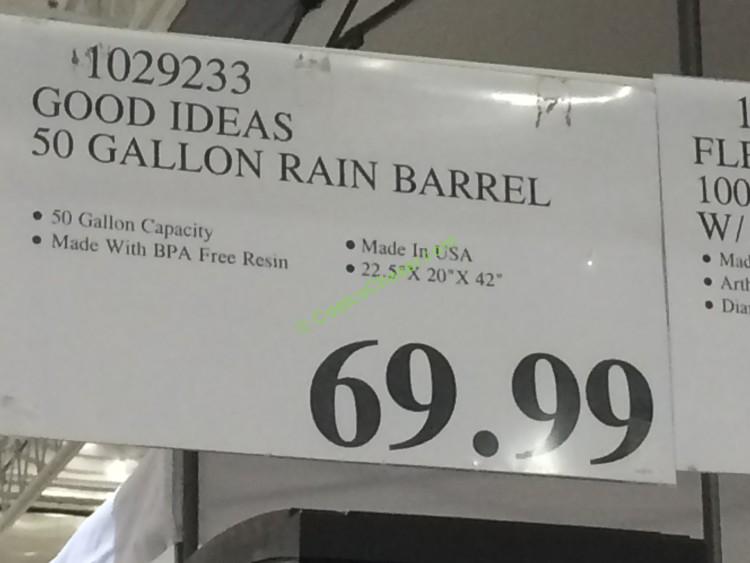 1029233
GOOD IDEAS
50 GALLON RAIN BARREL
• 50 Gallon Capacity
• Made With BPA Free Resin
• Made In USA
• 22.5"X 20"X 42"
69.99
1
FLE
100
W/
• Mad
• Arth
• Dia